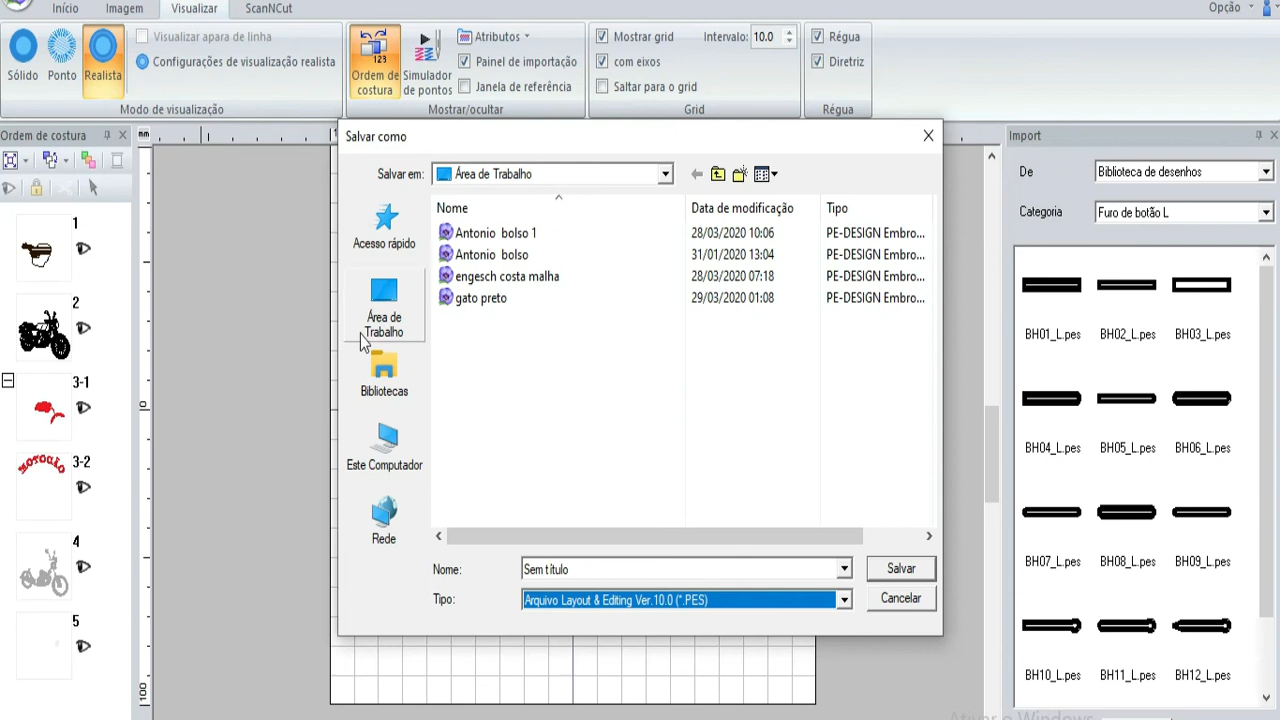 Início
Imagem
Visualizar
ScanNCut
Opção
Sólido
Ponto
Realista
Visualizar apara de linha
Configurações de visualização realista
Modo de visualização
Ordem de
costura
Simulador
de pontos
Atributos
Painel de importação
Janela de referência
Mostrar/ocultar
Mostrar grid
Intervalo: 10.0
com eixos
Saltar para o grid
Grid
Régua
Diretriz
Régua
Ordem de costura
mm
1
2
3-1
3-2
MOTOCÃO
4
5
0
100
Salvar como
Salvar em: Área de Trabalho
Acesso rápido
Área de
Trabalho
Bibliotecas
Este Computador
Rede
Nome Data de modificação Tipo
Antonio bolso 1 28/03/2020 10:06 PE-DESIGN Embro...
Antonio bolso 31/01/2020 13:04 PE-DESIGN Embro...
engesch costa malha 28/03/2020 07:18 PE-DESIGN Embro...
gato preto 29/03/2020 01:08 PE-DESIGN Embro...
Nome: Sem título Salvar
Tipo: Arquivo Layout & Editing Ver.10.0 (*.PES) Cancelar
Import
De Biblioteca de desenhos
Categoria Furo de botão L
BH01_L.pes BH02_L.pes BH03_L.pes
BH04_L.pes BH05_L.pes BH06_L.pes
BH07_L.pes BH08_L.pes BH09_L.pes
BH10_L.pes BH11_L.pes BH12_L.pes
Ativar o Windows